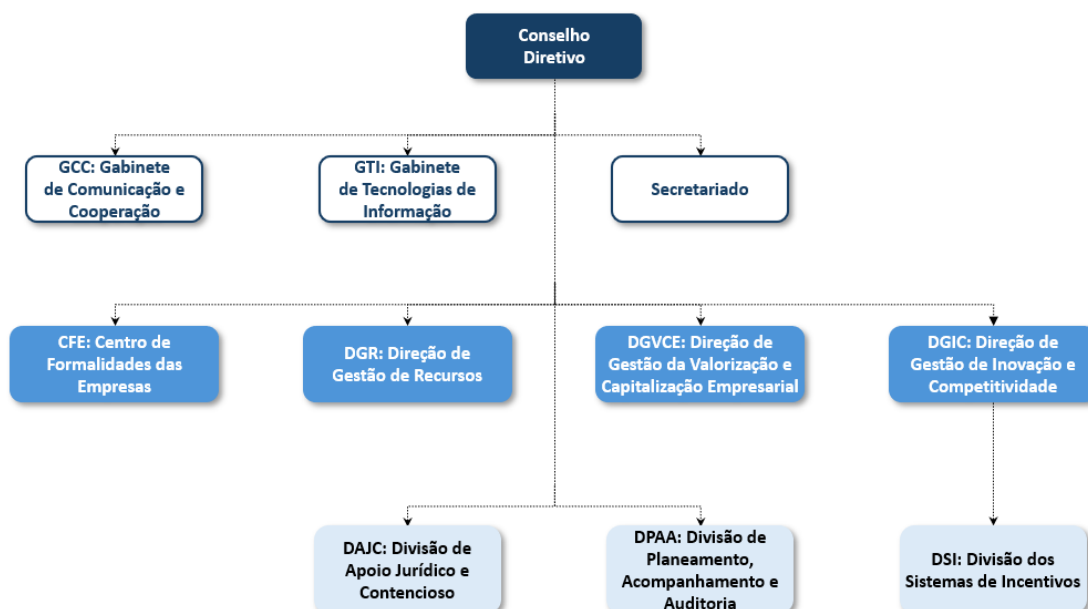 Conselho
Diretivo
GCC: Gabinete
de Comunicação e
Cooperação
GTI: Gabinete
de Tecnologias de
Informação
Secretariado
CFE: Centro de
Formalidades das
Empresas
DGR: Direção de
Gestão de Recursos
DGVCE: Direção de
Gestão da Valorização e
Capitalização Empresarial
DGIC: Direção de
Gestão de Inovação e
Competitividade
DAJC: Divisão de
Apoio Jurídico e
Contencioso
DPAA: Divisão de
Planeamento,
Acompanhamento e
Auditoria
DSI: Divisão dos
Sistemas de Incentivos